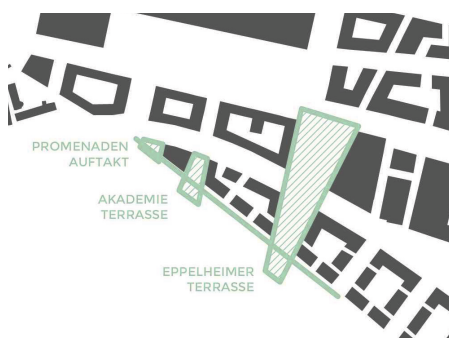 PROMENADEN
AUFTAKT
AKADEMIE
TERRASSE
EPPELHEIMER
TERRASSE